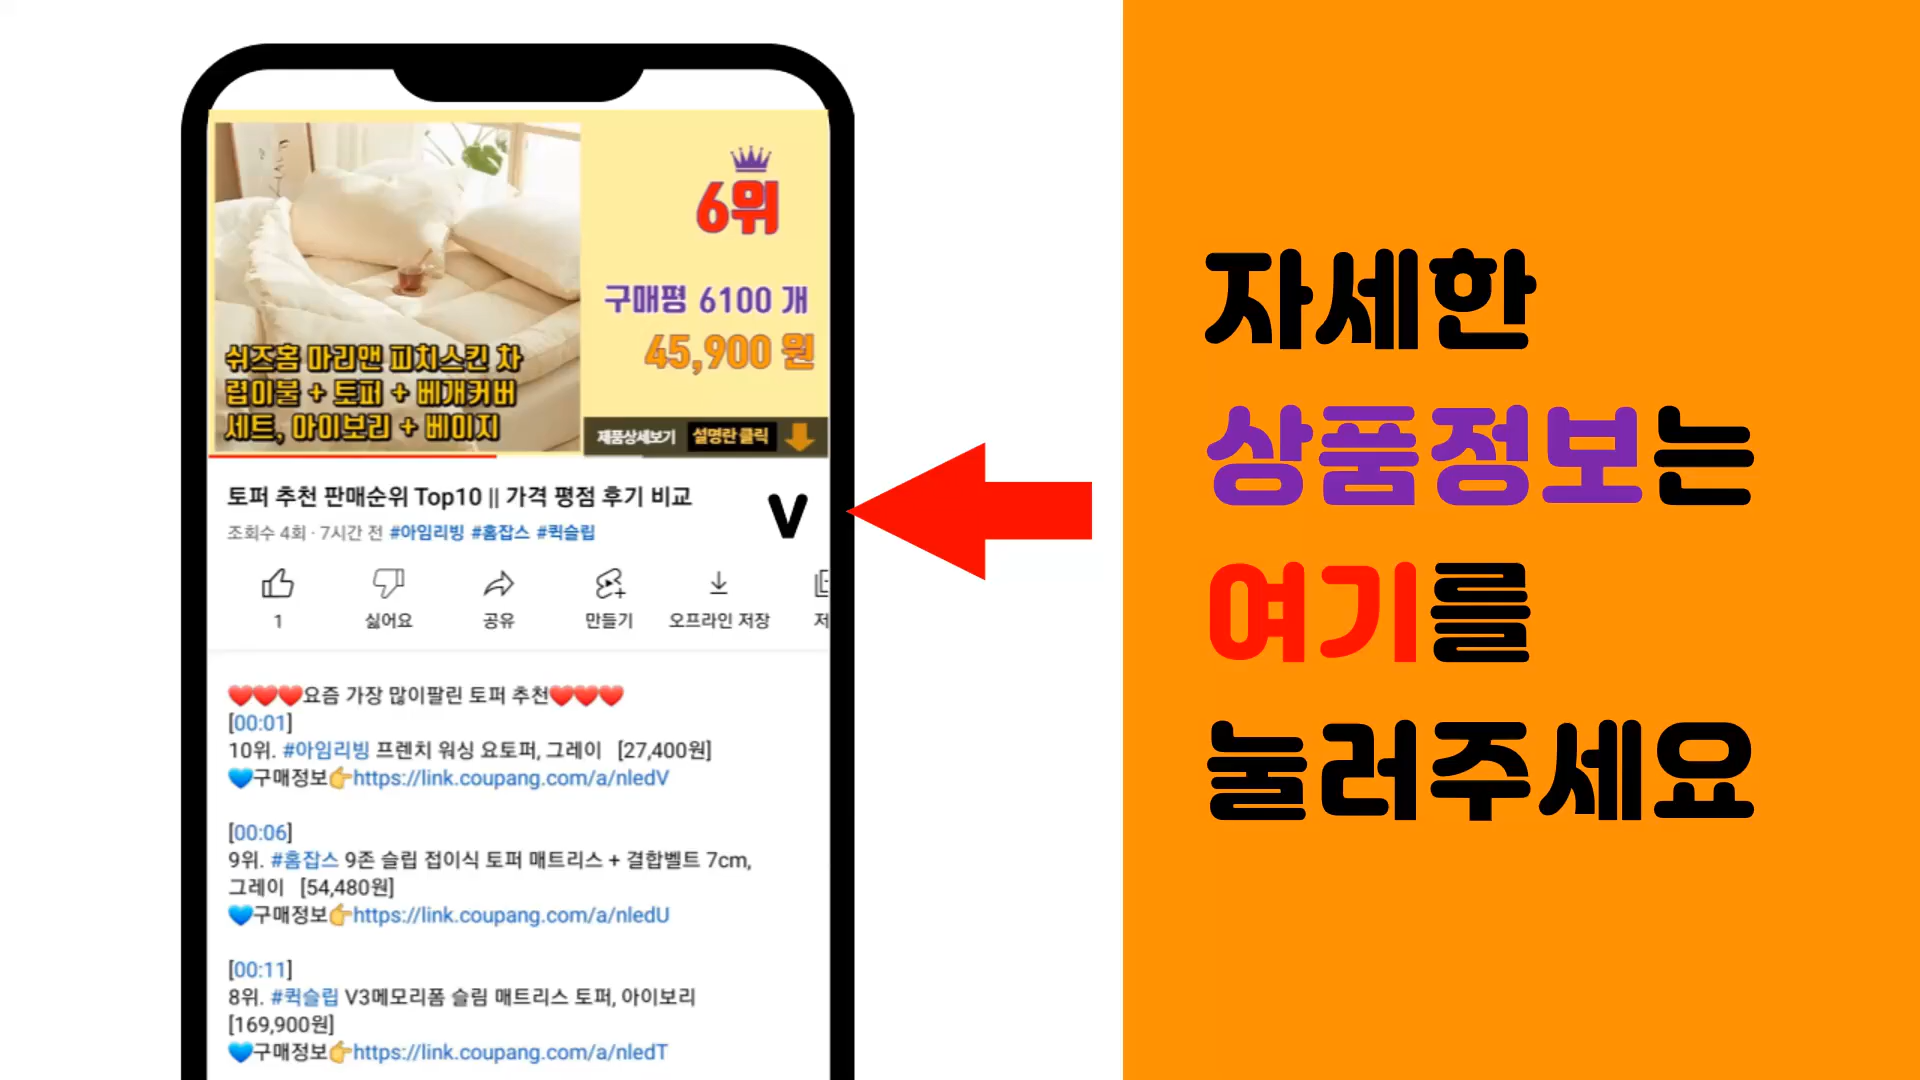 6위
구매평 6100 개
45,900 원
쉬즈홈 마리앤 피치스킨 차
렵이불 + 토퍼 + 베개커버
세트, 아이보리 + 베이지
제품상세보기 설명란 클릭
토퍼 추천 판매순위 Top10 || 가격 평점 후기 비교
V
조회수 4회 · 7시간 전 #아임리빙 #홈잡스 #퀵슬립
1 싫어요 공유 만들기 오프라인 저장 저
❤❤❤요즘 가장 많이팔린 토퍼 추천❤❤❤
[00:01]
10위. #아임리빙 프렌치 워싱 요토퍼, 그레이 [27,400원]
💙구매정보👉https://link.coupang.com/a/nledV
[00:06]
9위. #홈잡스 9존 슬립 접이식 토퍼 매트리스 + 결합벨트 7cm,
그레이 [54,480원]
💙구매정보👉https://link.coupang.com/a/nledU
[00:11]
8위. #퀵슬립 V3메모리폼 슬림 매트리스 토퍼, 아이보리
[169,900원]
💙구매정보👉https://link.coupang.com/a/nledT
자세한
상품정보는
여기를
눌러주세요